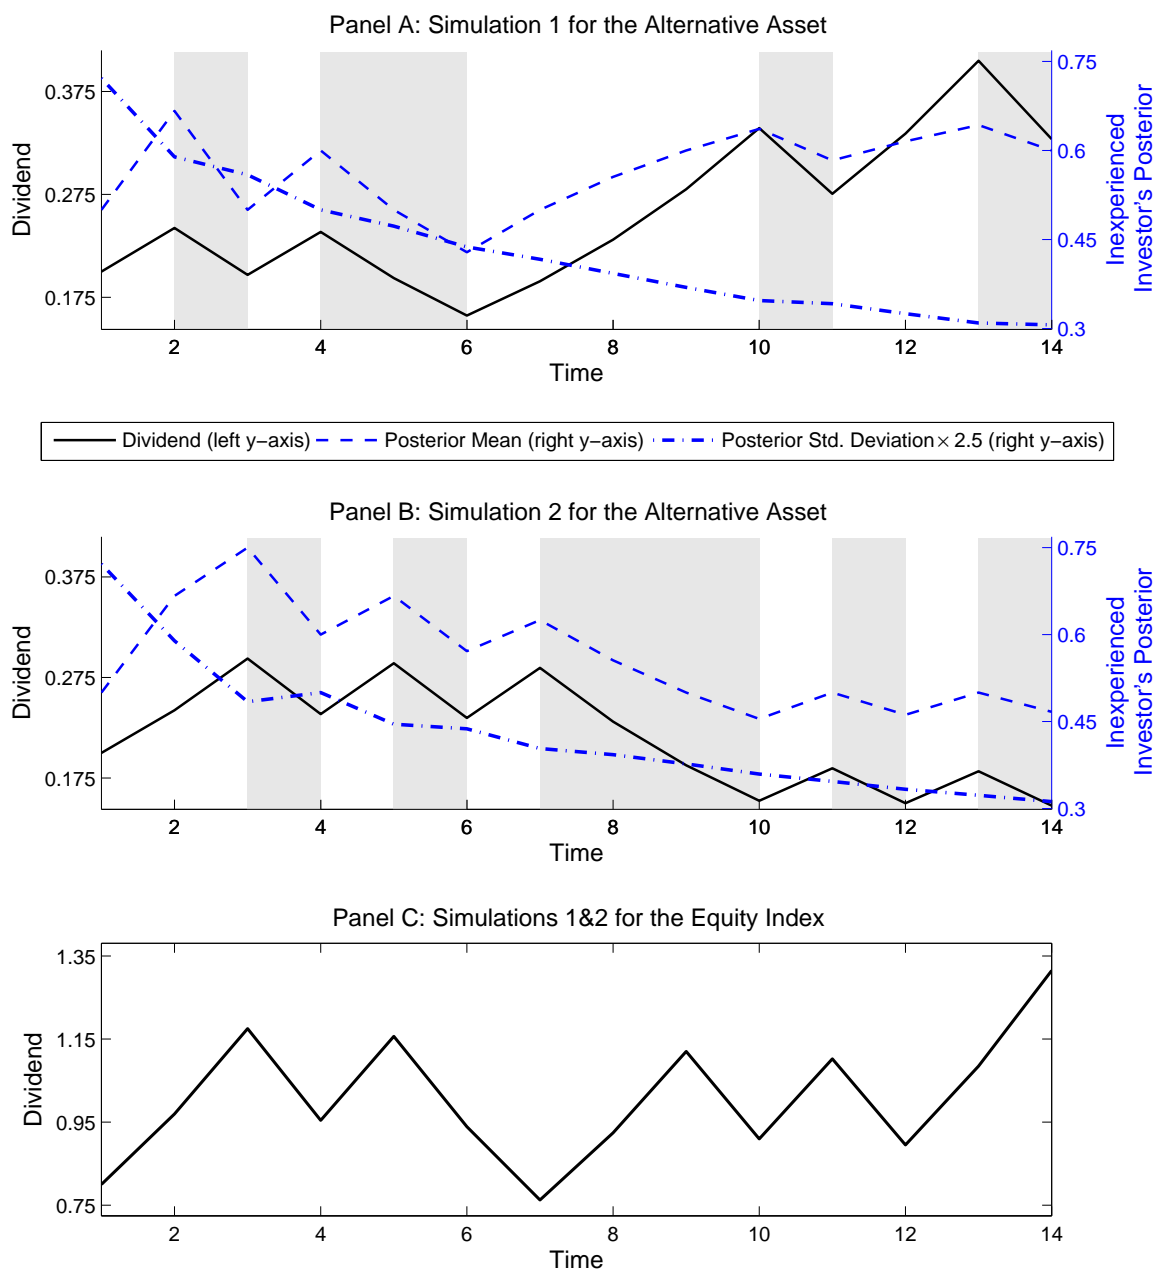 Panel A: Simulation 1 for the Alternative Asset
0.375
0.275
0.175
Dividend
0.75
0.6
0.45
0.3
Inexperienced
Investor's Posterior
2 4 6 8 10 12 14
Time
Dividend (left y−axis) Posterior Mean (right y−axis) Posterior Std. Deviation × 2.5 (right y−axis)
Panel B: Simulation 2 for the Alternative Asset
0.375
0.275
0.175
Dividend
0.75
0.6
0.45
0.3
Inexperienced
Investor's Posterior
2 4 6 8 10 12 14
Time
Panel C: Simulations 1&2 for the Equity Index
1.35
1.15
0.95
0.75
Dividend
2 4 6 8 10 12 14
Time